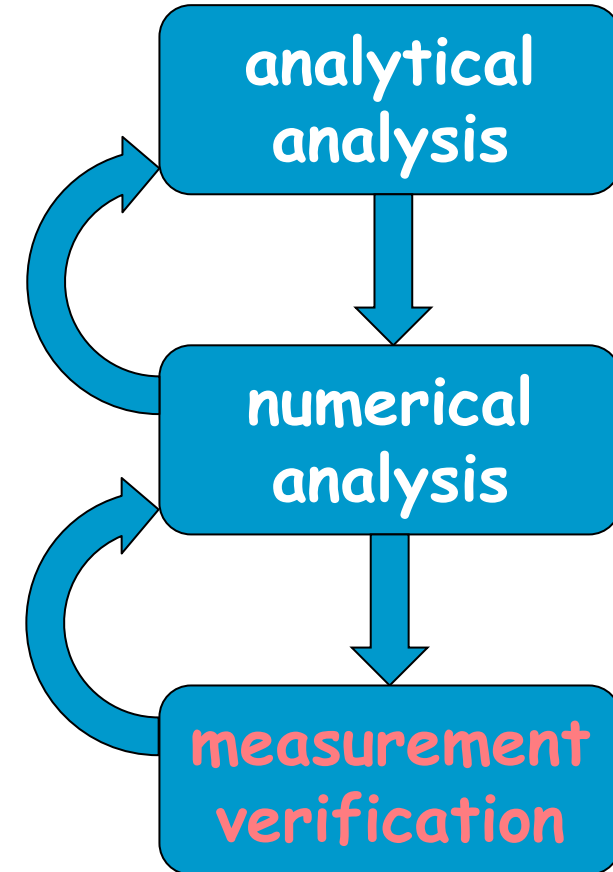 analytical
analysis
numerical
analysis
measurement
verification